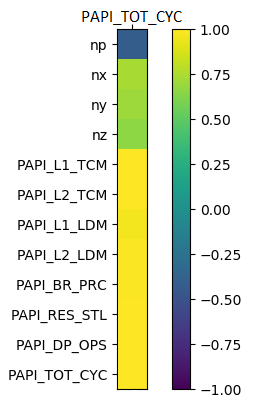 PAPI_TOT_CYC
np
nx
ny
nz
PAPI_L1_TCM
PAPI_L2_TCM
PAPI_L1_LDM
PAPI_L2_LDM
PAPI_BR_PRC
PAPI_RES_STL
PAPI_DP_OPS
PAPI_TOT_CYC
1.00
0.75
0.50
0.25
0.00
−0.25
−0.50
−0.75
−1.00